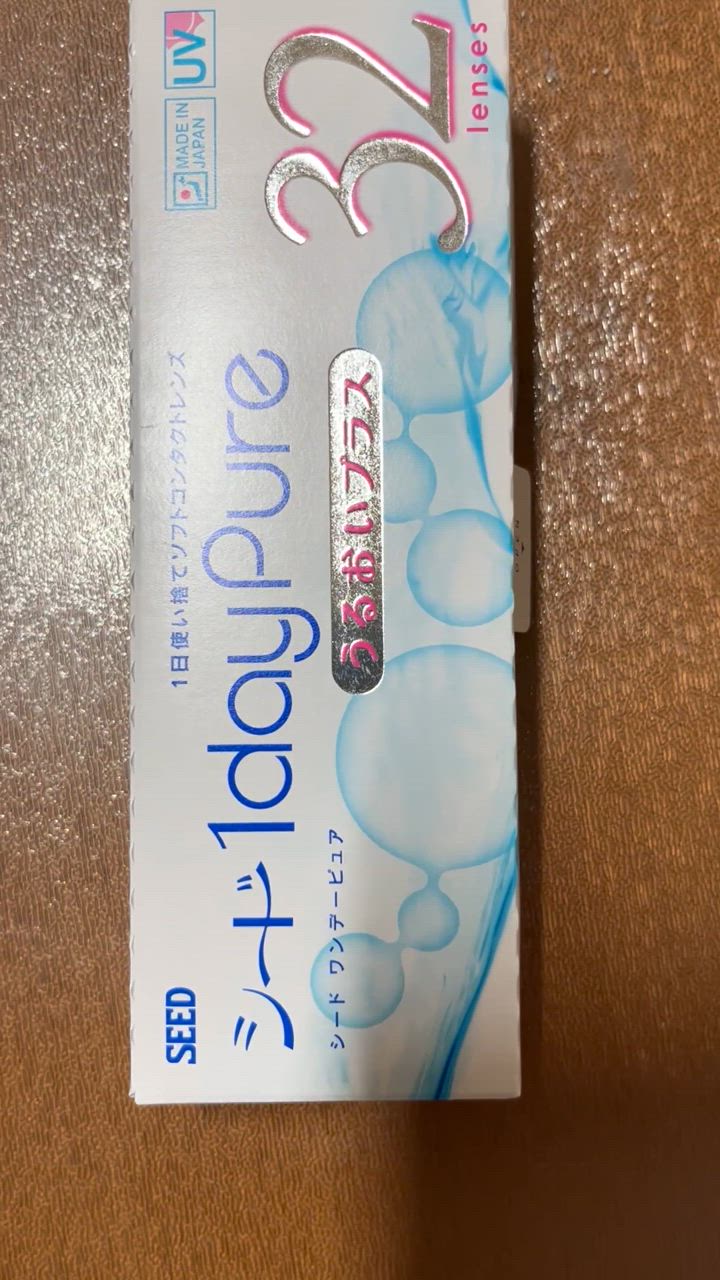 SEED
1日使い捨てソフトコンタクトレンズ
MADE IN
JAPAN
UV
シード1dayPure
シード ワンデーピュア
うるおいプラス
32
lenses
OPEN